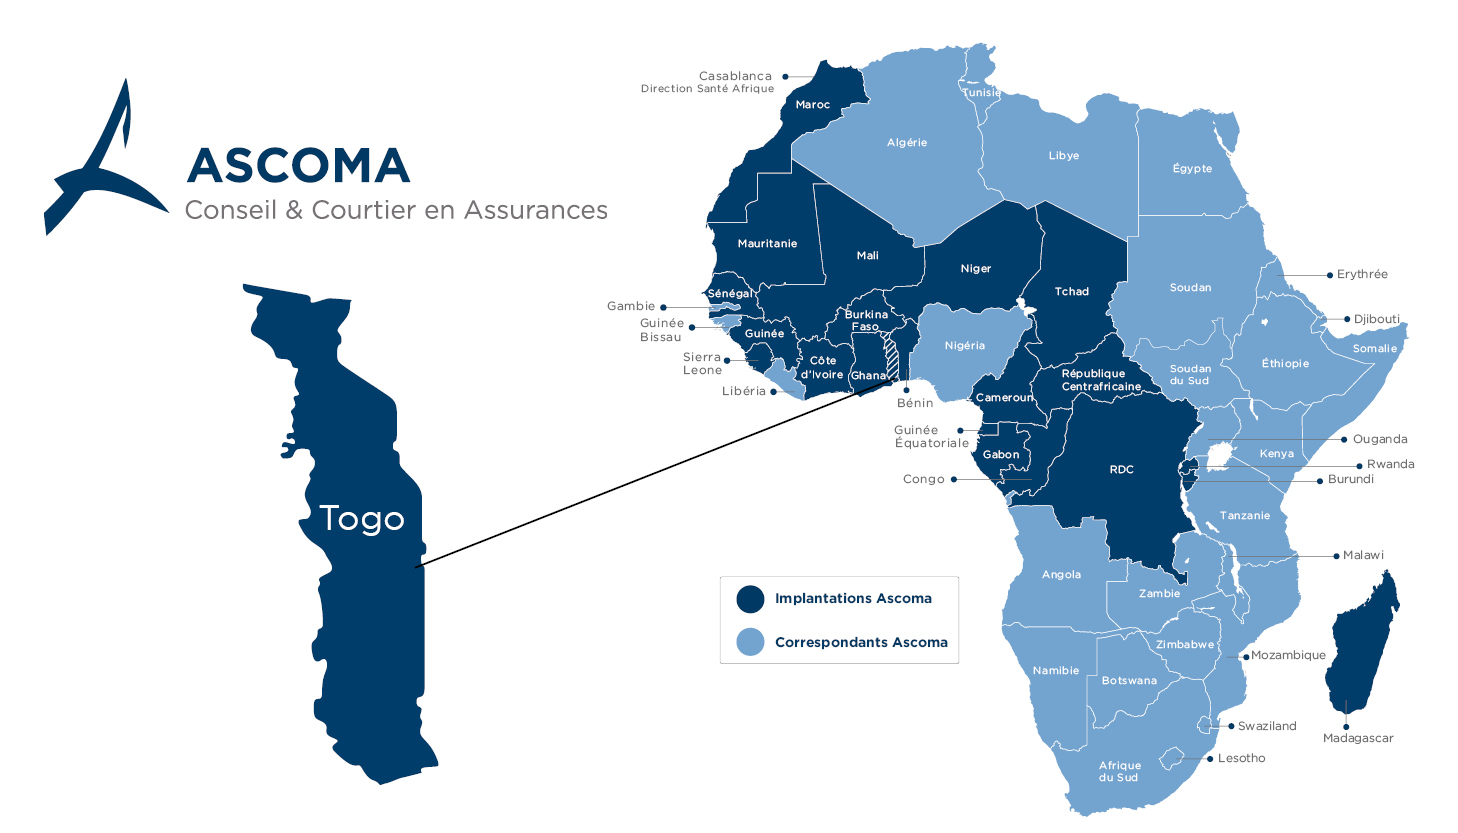 ASCOMA
Conseil & Courtier en Assurances
Togo
Casablanca
Direction Santé Afrique
Maroc
Algérie
Tunisie
Libye
Égypte
Mauritanie
Mali
Niger
Tchad
Soudan
Erythrée
Sénégal
Gambie
Guinée
Bissau
Guinée
Burkina
Faso
Djibouti
Sierra
Leone
Côte
d'Ivoire
Ghana
Nigéria
Somalie
Éthiopie
Soudan
du Sud
République
Centrafricaine
Libéria
Bénin
Cameroun
Guinée
Équatoriale
Gabon
Congo
RDC
Ouganda
Kenya
Rwanda
Burundi
Tanzanie
Malawi
Angola
Zambie
Implantations Ascoma
Correspondants Ascoma
Zimbabwe
Mozambique
Namibie
Botswana
Swaziland
Madagascar
Lesotho
Afrique
du Sud